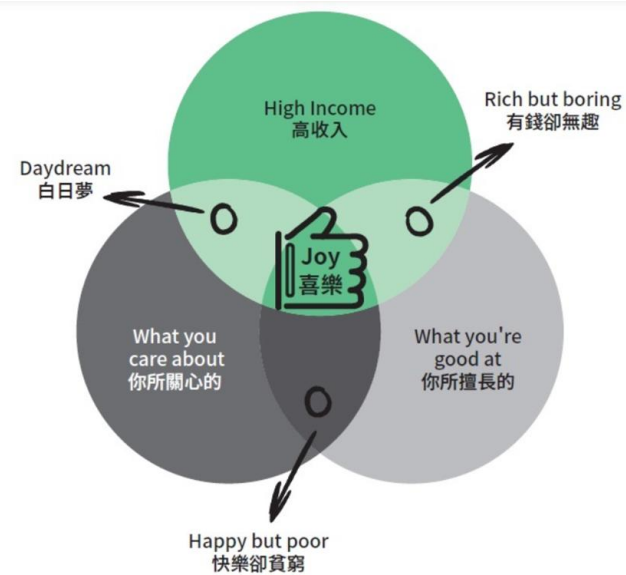 High Income
高收入
Rich but boring
有錢卻無趣
Daydream
白日夢
Joy
喜樂
What you
care about
你所關心的
What you're
good at
你所擅長的
Happy but poor
快樂卻貧窮